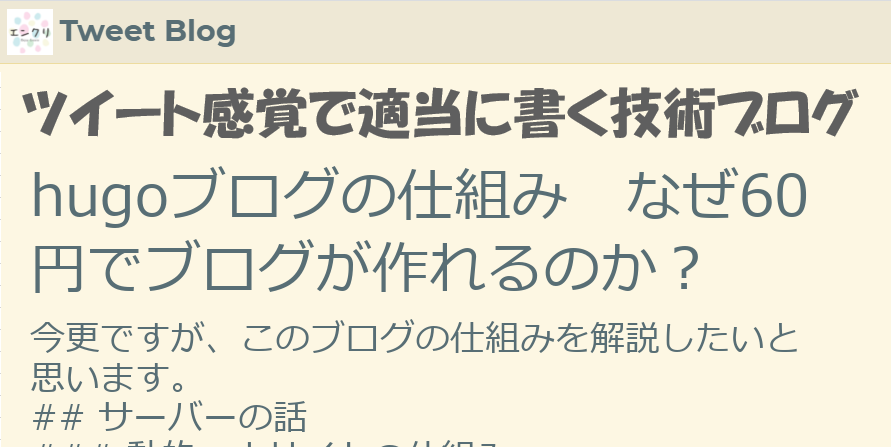 エンクリ
Tweet Blog
ツイート感覚で適当に書く技術ブログ
hugoブログの仕組み　なぜ60
円でブログが作れるのか？
今更ですが、このブログの仕組みを解説したいと
思います。
## サーバーの話